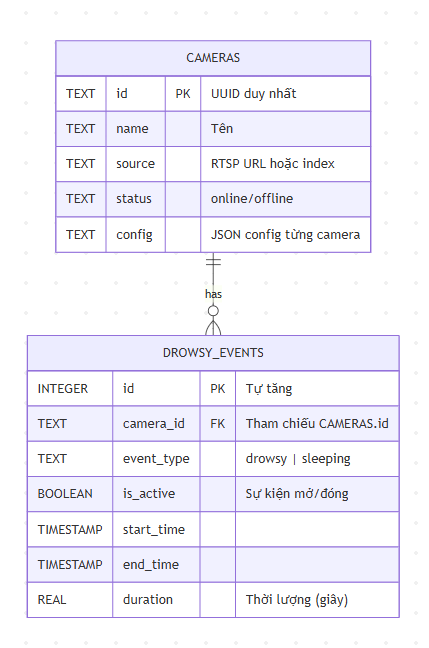 CAMERAS
TEXT id PK UUID duy nhất
TEXT name Tên
TEXT source RTSP URL hoặc index
TEXT status online/offline
TEXT config JSON config từng camera
has
DROWSY_EVENTS
INTEGER id PK Tự tăng
TEXT camera_id FK Tham chiếu CAMERAS.id
TEXT event_type drowsy | sleeping
BOOLEAN is_active Sự kiện mở/đóng
TIMESTAMP start_time
TIMESTAMP end_time
REAL duration Thời lượng (giây)